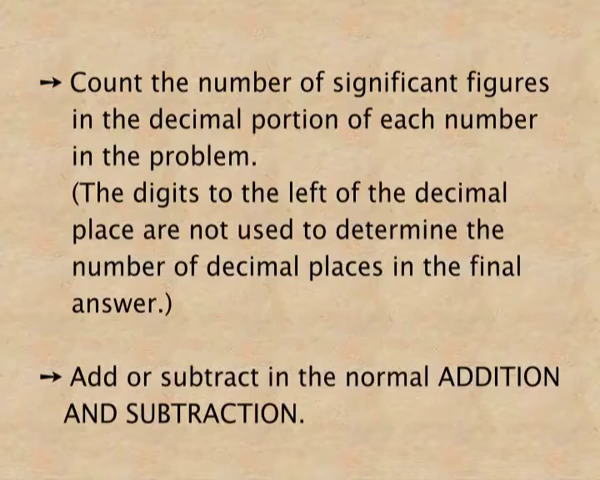 → Count the number of significant figures
in the decimal portion of each number
in the problem.
(The digits to the left of the decimal
place are not used to determine the
number of decimal places in the final
answer.)
→ Add or subtract in the normal ADDITION
AND SUBTRACTION.